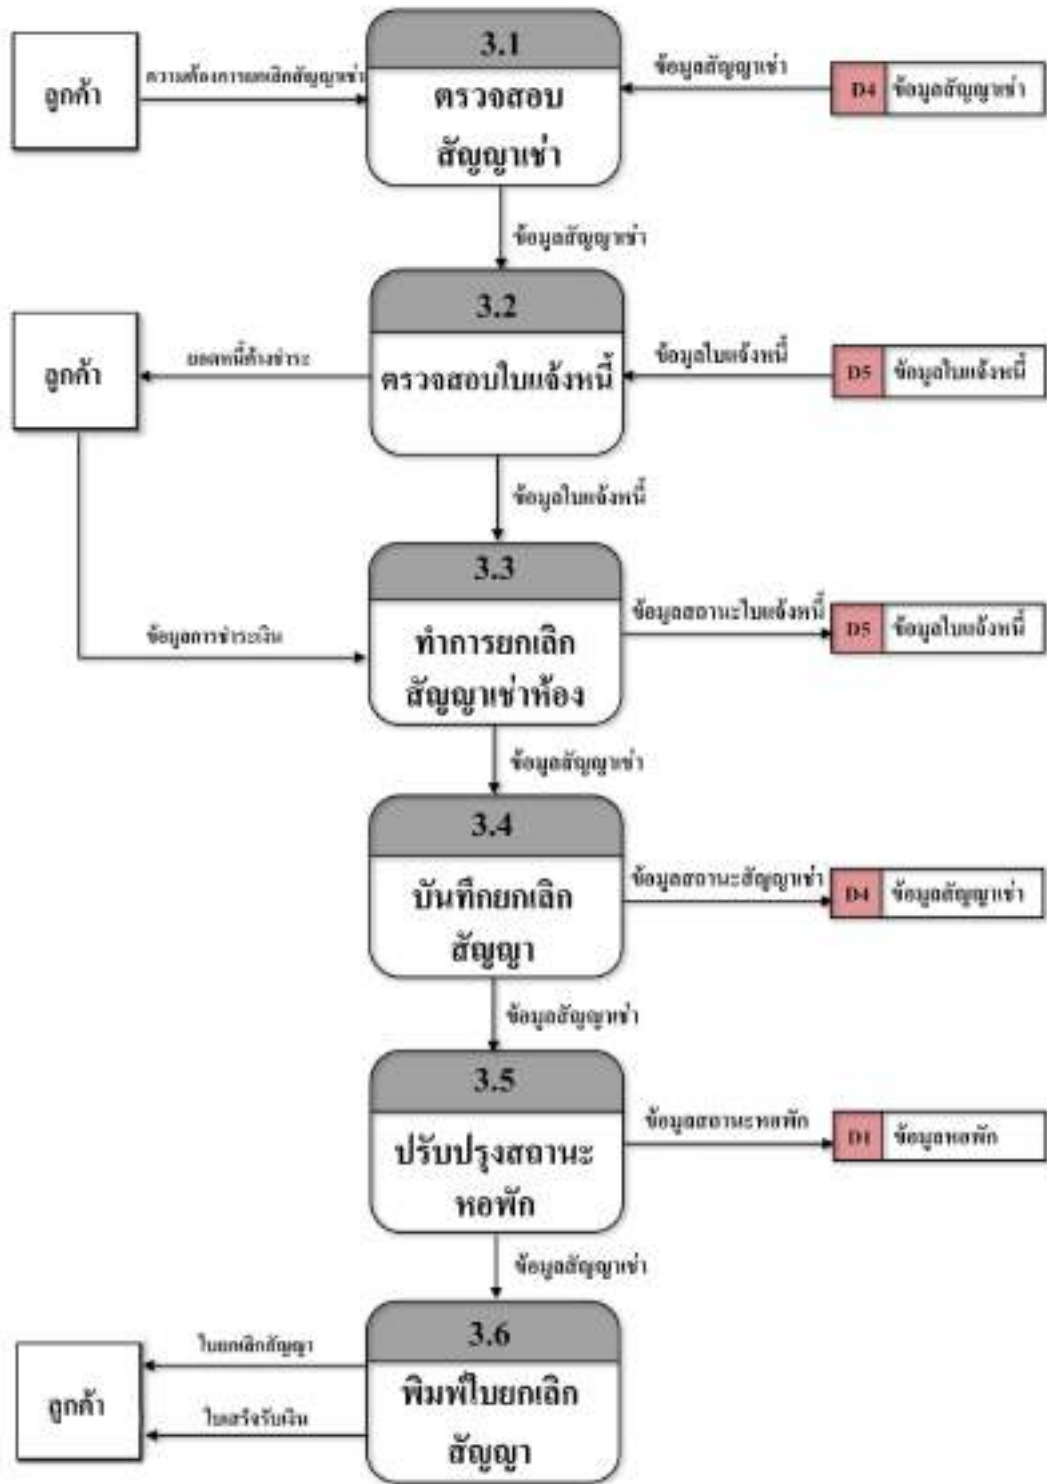 3.1
ลูกค้า
ความต้องการยกเลิกสัญญาเช่า
ตรวจสอบ
สัญญาเช่า
ข้อมูลสัญญาเช่า
D4 ข้อมูลสัญญาเช่า
ข้อมูลสัญญาเช่า
3.2
ลูกค้า
ยอดหนี้ค้างชำระ
ตรวจสอบใบแจ้งหนี้
ข้อมูลใบแจ้งหนี้
D5 ข้อมูลใบแจ้งหนี้
ข้อมูลใบแจ้งหนี้
3.3
ข้อมูลการชำระเงิน
ทำการยกเลิก
สัญญาเช่าห้อง
ข้อมูลสถานะใบแจ้งหนี้
D5 ข้อมูลใบแจ้งหนี้
ข้อมูลสัญญาเช่า
3.4
บันทึกยกเลิก
สัญญา
ข้อมูลสถานะสัญญาเช่า
D4 ข้อมูลสัญญาเช่า
ข้อมูลสัญญาเช่า
3.5
ปรับปรุงสถานะ
หอพัก
ข้อมูลสถานะหอพัก
D1 ข้อมูลหอพัก
ข้อมูลสัญญาเช่า
3.6
ลูกค้า
ใบยกเลิกสัญญา
ใบเสร็จรับเงิน
พิมพ์ใบยกเลิก
สัญญา